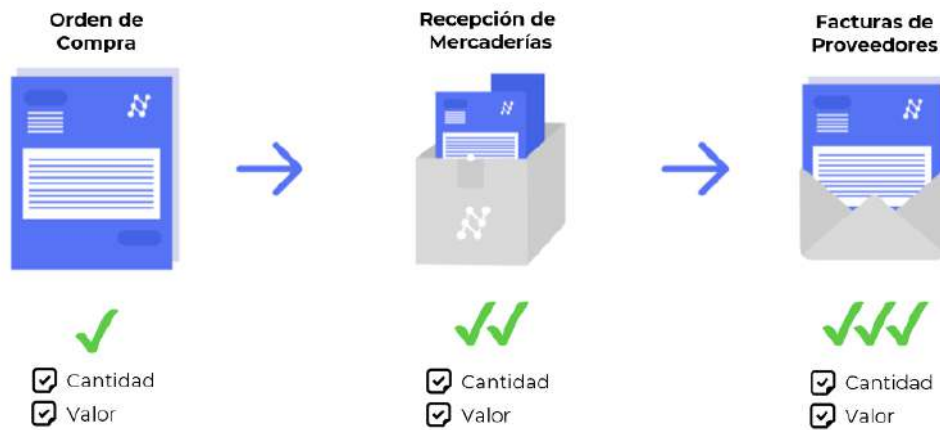 Orden de
Compra
Recepción de
Mercaderías
Facturas de
Proveedores
Cantidad
Valor
Cantidad
Valor
Cantidad
Valor